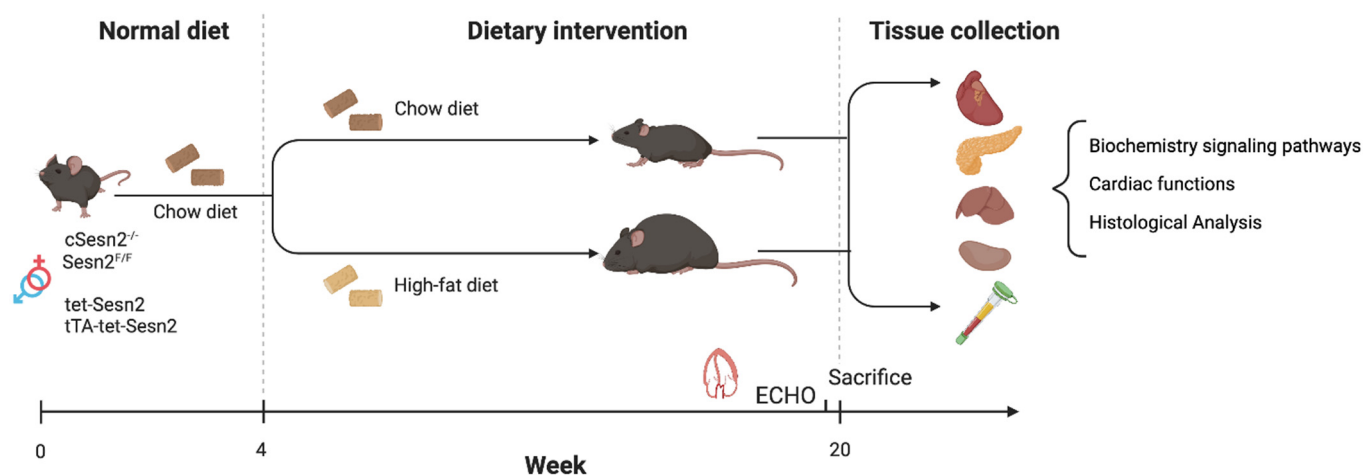 Normal diet
Dietary intervention
Tissue collection
Chow diet
Chow diet
High-fat diet
cSesn2-/-
Sesn2F/F
tet-Sesn2
tTA-tet-Sesn2
Biochemistry signaling pathways
Cardiac functions
Histological Analysis
ECHO
Sacrifice
0
4
20
Week